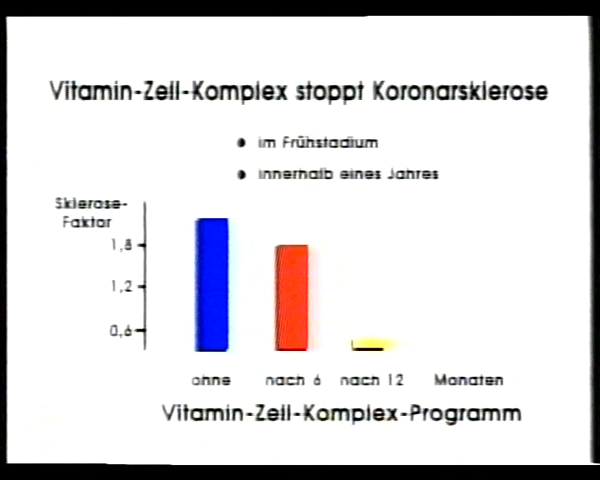 Vitamin-Zell-Komplex stoppt Koronarsklerose
• im Frühstadium
• innerhalb eines Jahres
Sklerose-
Faktor
1,8
1,2
0,6
ohne nach 6 nach 12 Monaten
Vitamin-Zell-Komplex-Programm